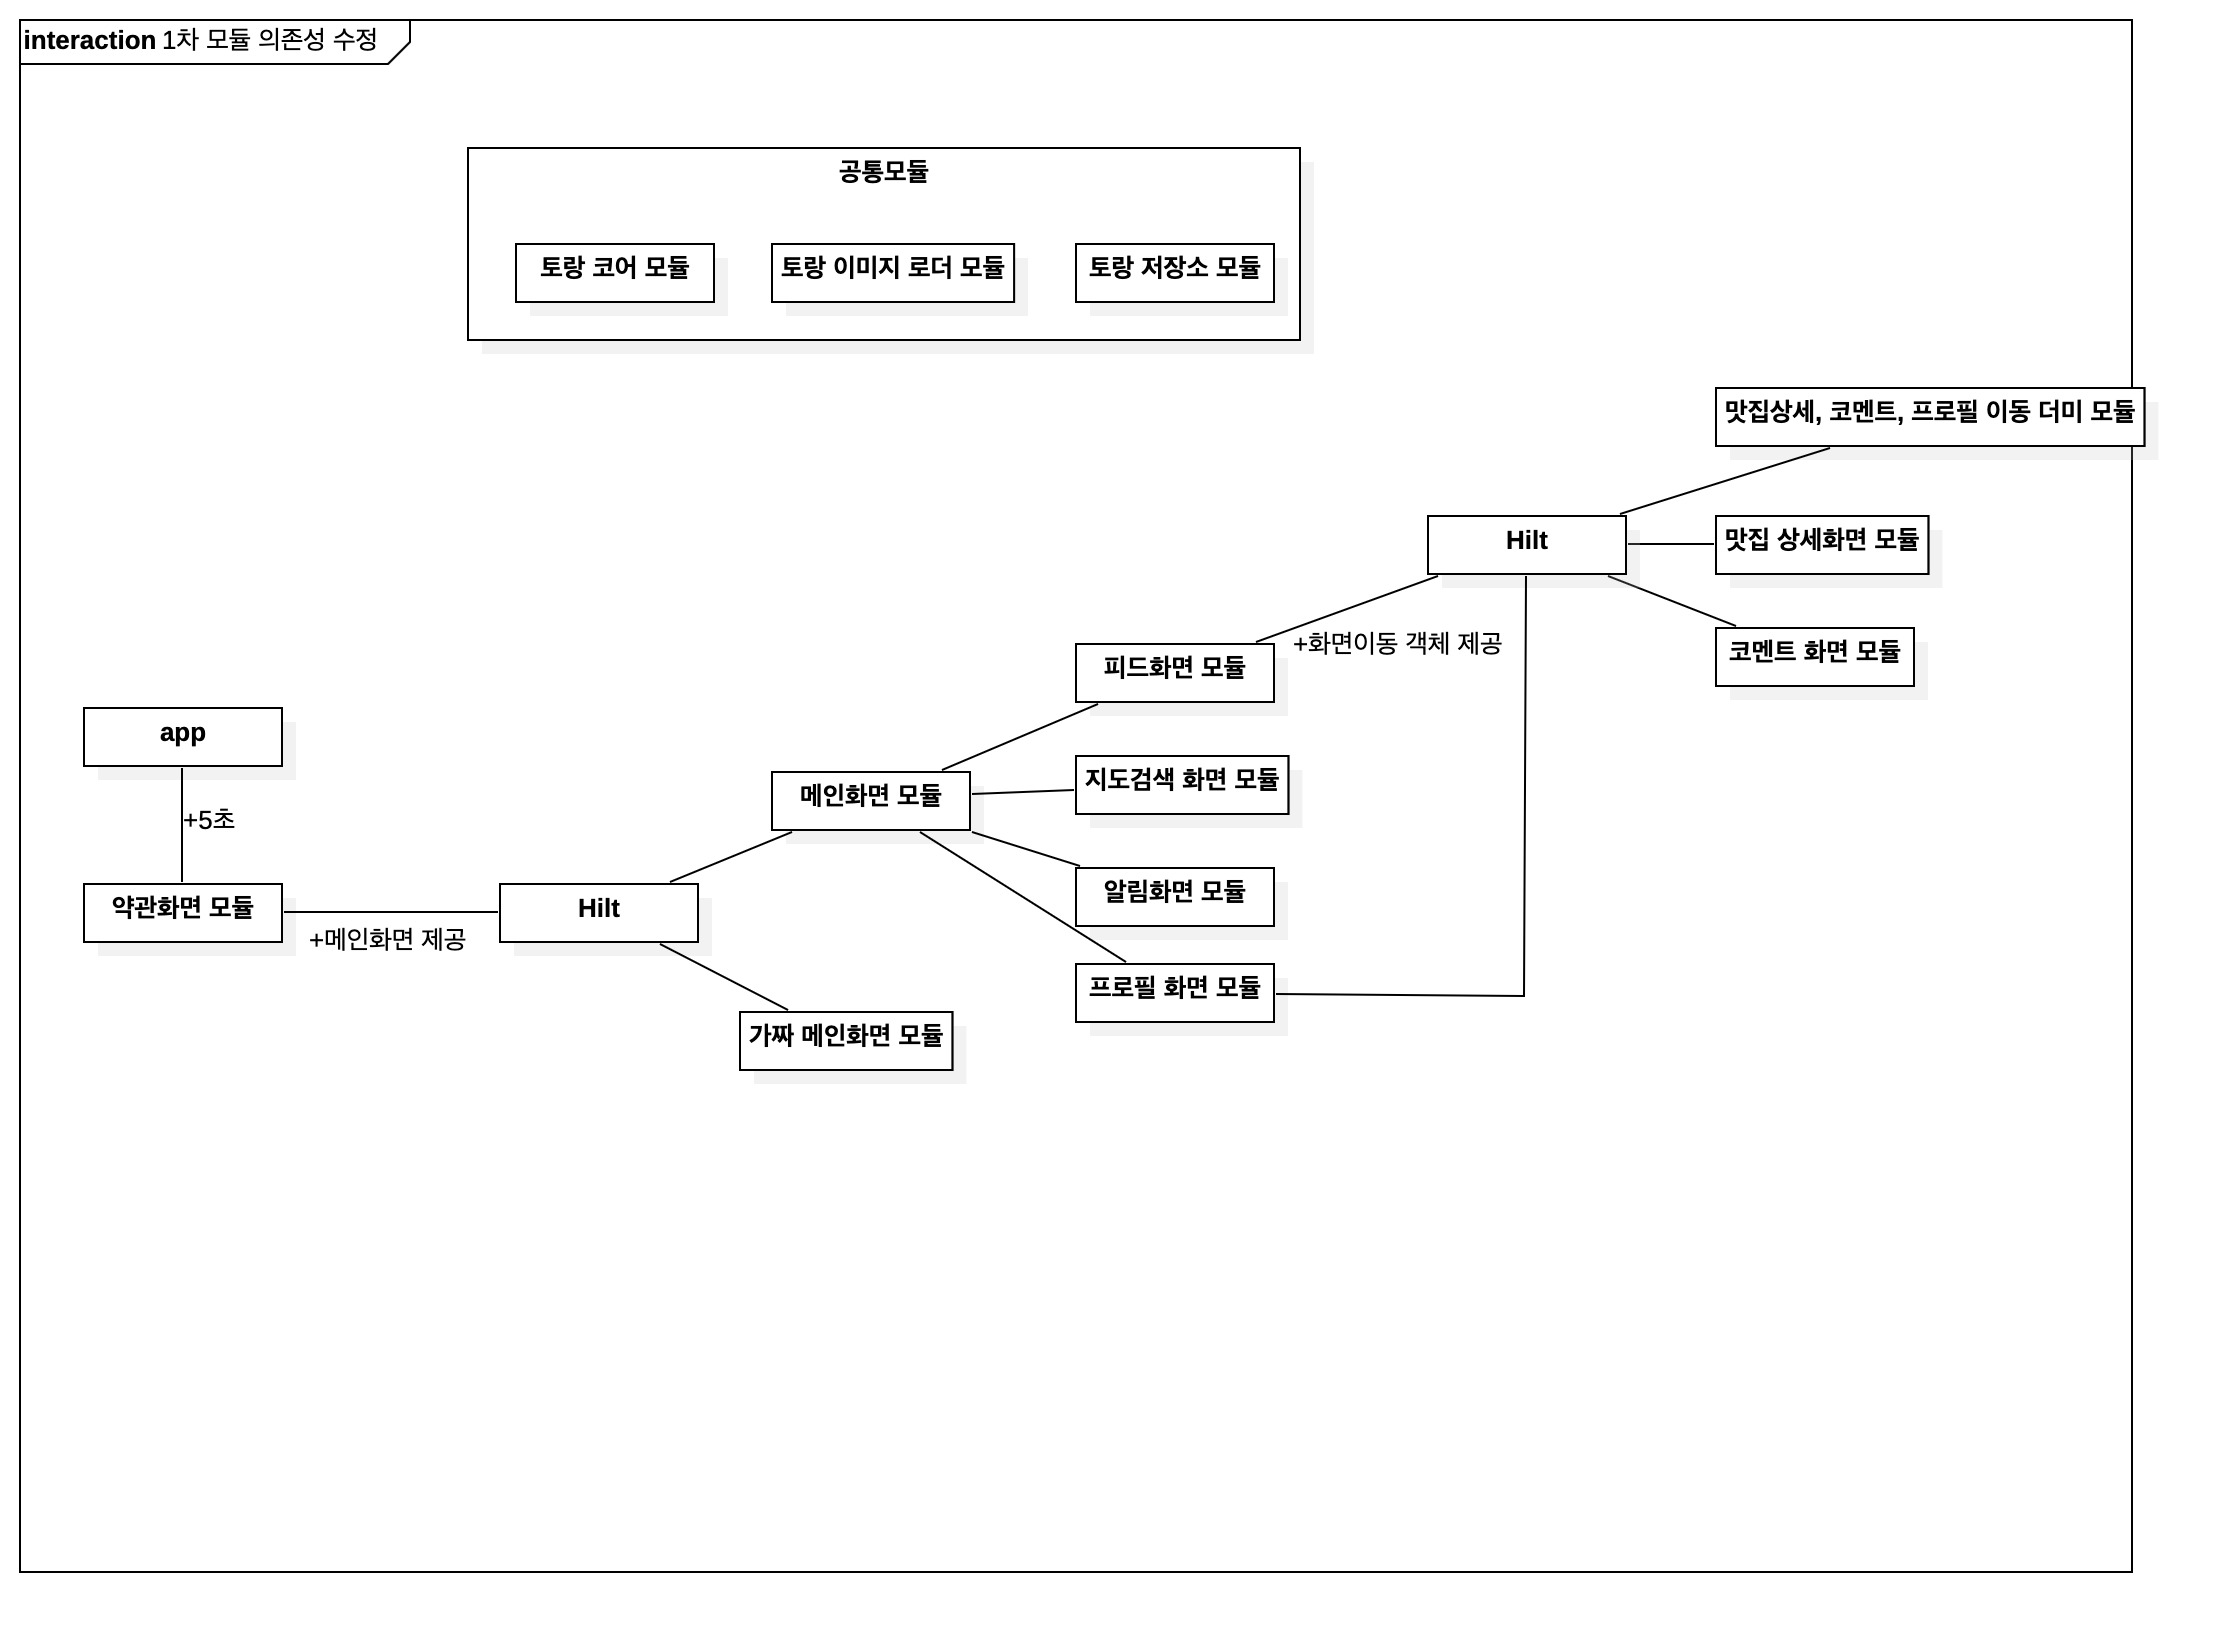 interaction 1차 모듈 의존성 수정
공통모듈
토랑 코어 모듈
토랑 이미지 로더 모듈
토랑 저장소 모듈
맛집상세, 코멘트, 프로필 이동 더미 모듈
Hilt
맛집 상세화면 모듈
+화면이동 객체 제공
코멘트 화면 모듈
피드화면 모듈
app
지도검색 화면 모듈
메인화면 모듈
+5초
알림화면 모듈
약관화면 모듈
Hilt
+메인화면 제공
프로필 화면 모듈
가짜 메인화면 모듈